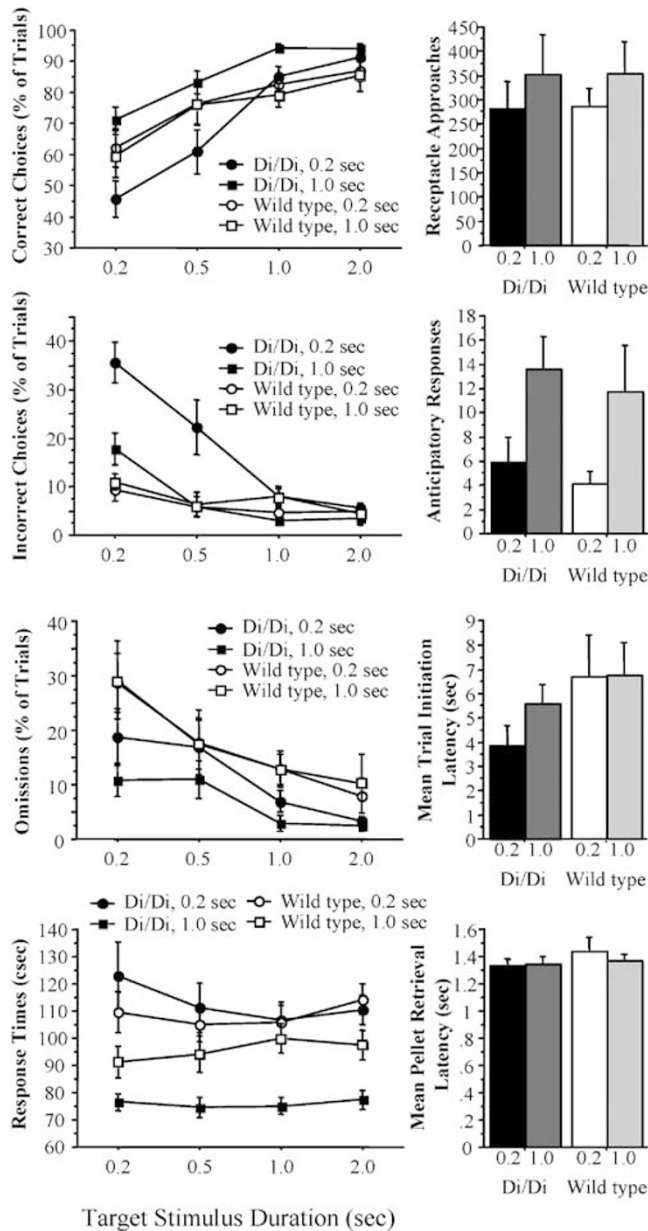 Correct Choices (% of Trials)
100
90
80
70
60
50
40
30
Di/Di, 0.2 sec
Di/Di, 1.0 sec
Wild type, 0.2 sec
Wild type, 1.0 sec
0.2 0.5 1.0 2.0
Receptacle Approaches
450
400
350
300
250
200
150
100
50
0
0.2 1.0 0.2 1.0
Di/Di Wild type
Incorrect Choices (% of Trials)
40
30
20
10
0
Di/Di, 0.2 sec
Di/Di, 1.0 sec
Wild type, 0.2 sec
Wild type, 1.0 sec
0.2 0.5 1.0 2.0
Anticipatory Responses
18
16
14
12
10
8
6
4
2
0
0.2 1.0 0.2 1.0
Di/Di Wild type
Omissions (% of Trials)
40
30
20
10
0
Di/Di, 0.2 sec
Di/Di, 1.0 sec
Wild type, 0.2 sec
Wild type, 1.0 sec
0.2 0.5 1.0 2.0
Mean Trial Initiation
Latency (sec)
9
8
7
6
5
4
3
2
1
0
0.2 1.0 0.2 1.0
Di/Di Wild type
Response Times (csec)
Di/Di, 0.2 sec Wild type, 0.2 sec
Di/Di, 1.0 sec Wild type, 1.0 sec
140
130
120
110
100
90
80
70
60
0.2 0.5 1.0 2.0
Mean Pellet Retrieval
Latency (sec)
1.6
1.4
1.2
1
.8
.6
.4
.2
0
0.2 1.0 0.2 1.0
Di/Di Wild type
Target Stimulus Duration (sec)